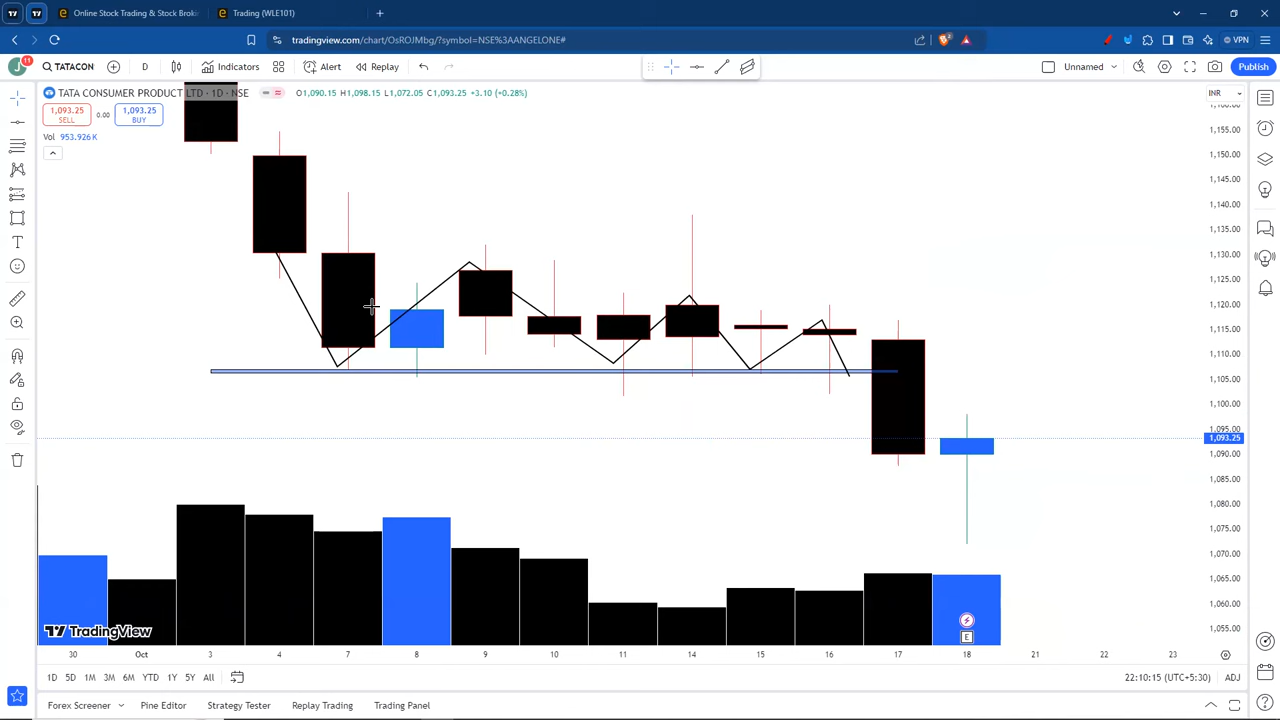 Online Stock Trading & Stock Broki
Trading (WLE101)
tradingview.com/chart/OsROJMbg/?symbol=NSE%3AANGELONE#
VPN
11
J
TATACON
D
Indicators
Alert
Replay
Unnamed
Publish
TATA CONSUMER PRODUCT LTD · 1D · NSE
O1,090.15 H1,098.15 L1,072.05 C1,093.25 +3.10 (+0.28%)
INR
1,093.25
SELL
0.00
1,093.25
BUY
Vol 953.926 K
1,160.00
1,155.00
1,150.00
1,145.00
1,140.00
1,135.00
1,130.00
1,125.00
1,120.00
1,115.00
1,110.00
1,105.00
1,100.00
1,095.00
1,093.25
1,090.00
1,085.00
1,080.00
1,075.00
1,070.00
1,065.00
1,060.00
1,055.00
TradingView
E
30 Oct 3 4 7 8 9 10 11 14 15 16 17 18 21 22 23
1D 5D 1M 3M 6M YTD 1Y 5Y All
22:10:15 (UTC+5:30) ADJ
Forex Screener Pine Editor Strategy Tester Replay Trading Trading Panel